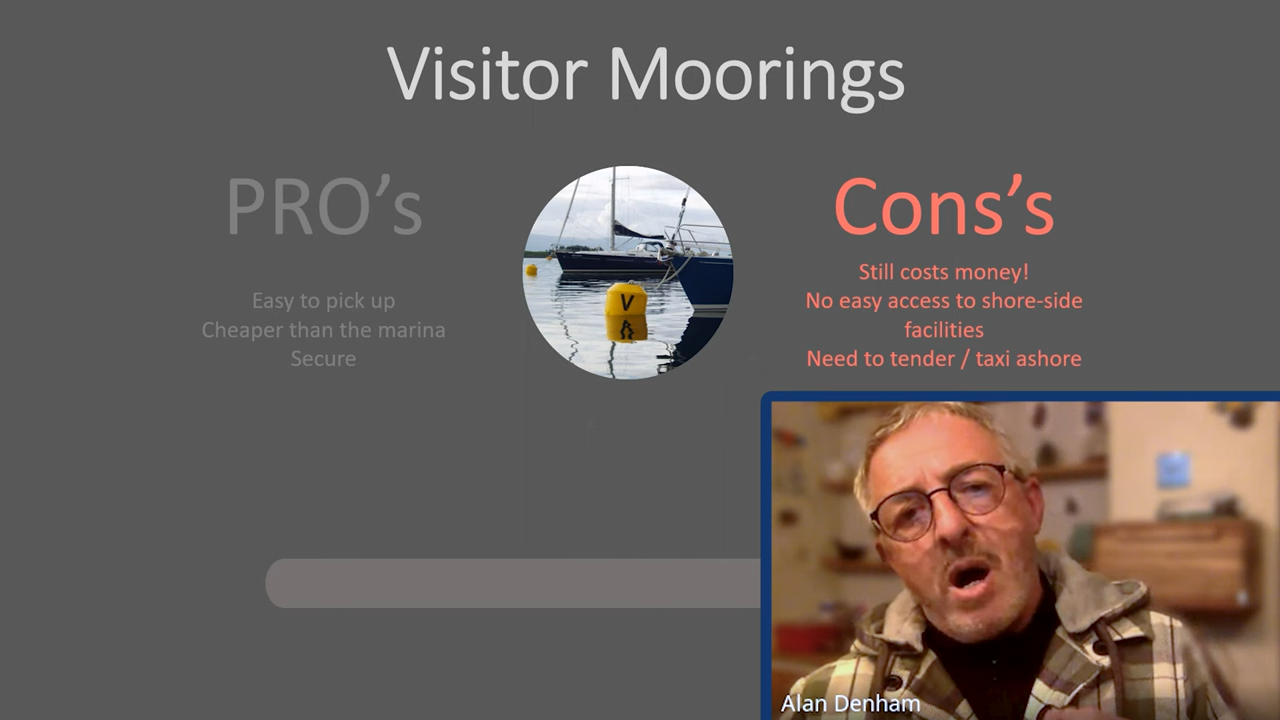 Visitor Moorings
PRO’s
Easy to pick up
Cheaper than the marina
Secure
V
Cons’s
Still costs money!
No easy access to shore-side
facilities
Need to tender / taxi ashore
Alan Denham